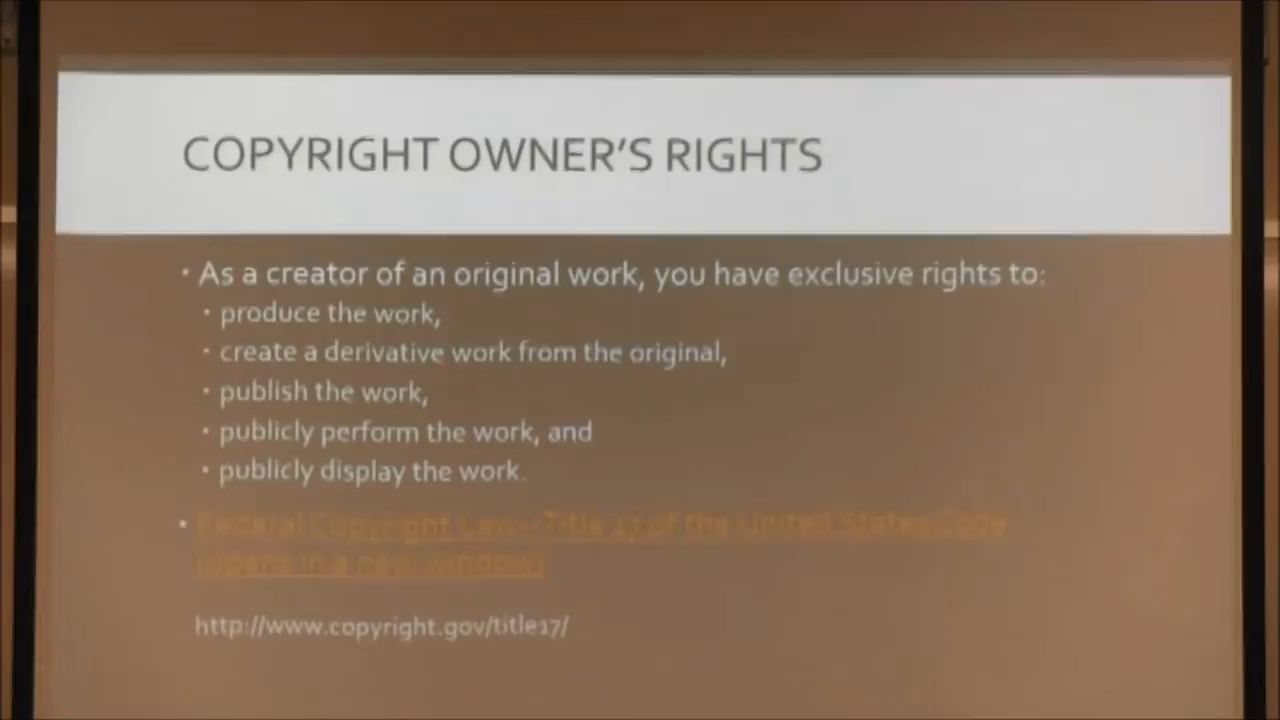 COPYRIGHT OWNER'S RIGHTS
• As a creator of an original work, you have exclusive rights to:
• produce the work,
• create a derivative work from the original,
• publish the work,
• publicly perform the work, and
• publicly display the work.
• Federal Copyright Law--Title 17 of the United States Code
(opens in a new window)
http://www.copyright.gov/title17/